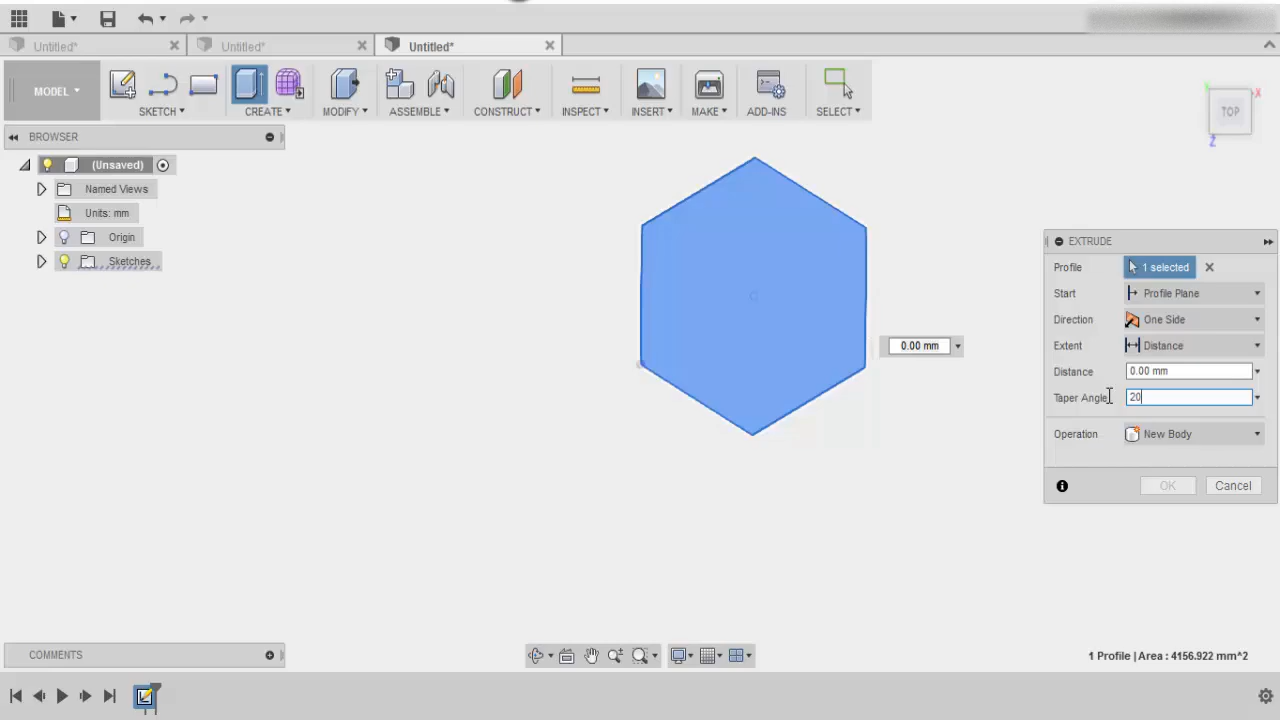 Untitled*
Untitled*
Untitled*
MODEL
SKETCH
CREATE
MODIFY
ASSEMBLE
CONSTRUCT
INSPECT
INSERT
MAKE
ADD-INS
SELECT
TOP
X
Z
BROWSER
(Unsaved)
Named Views
Units: mm
Origin
Sketches
0.00 mm
EXTRUDE
Profile 1 selected
Start Profile Plane
Direction One Side
Extent Distance
Distance 0.00 mm
Taper Angle 20
Operation New Body
OK Cancel
COMMENTS
1 Profile | Area : 4156.922 mm^2